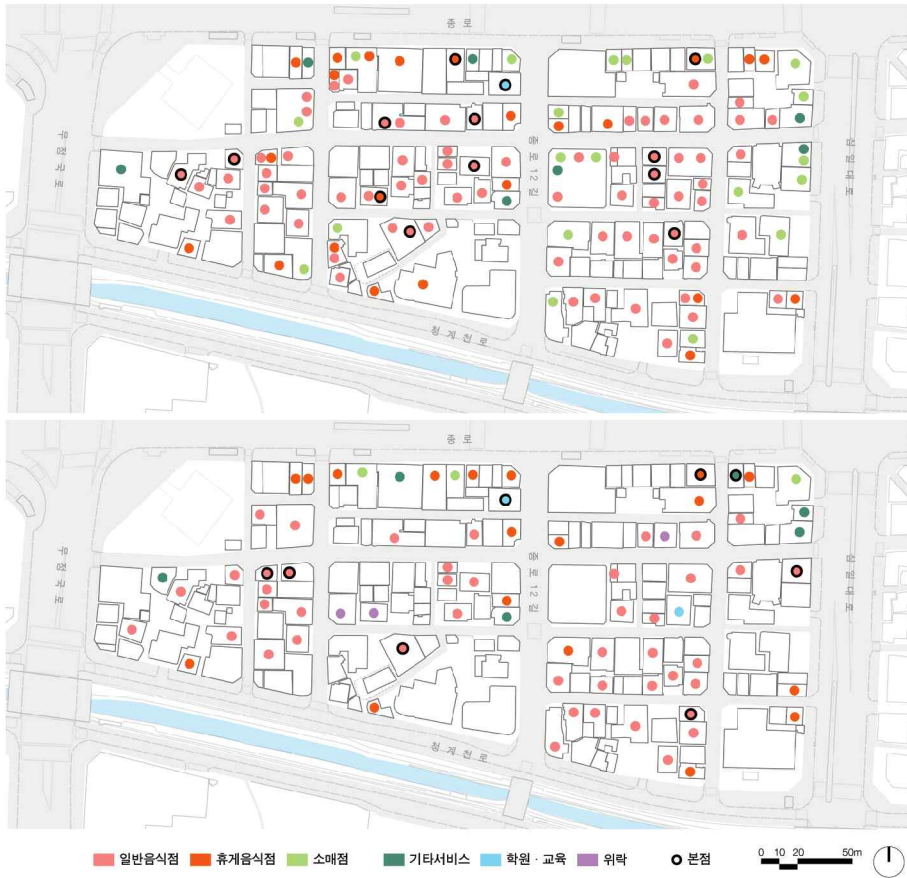 종로
우정국로
종로12길
삼일대로
청계천로
종로
우정국로
종로12길
삼일대로
청계천로
일반음식점 휴게음식점 소매점 기타서비스 학원 · 교육 위락 본점 0 10 20 50m